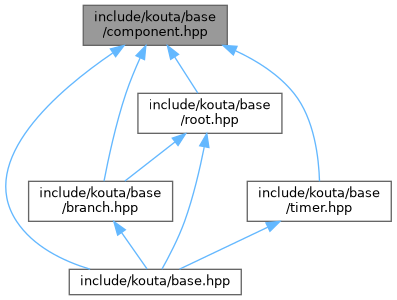 include/kouta/base
/component.hpp
include/kouta/base
/root.hpp
include/kouta/base
/branch.hpp
include/kouta/base
/timer.hpp
include/kouta/base.hpp